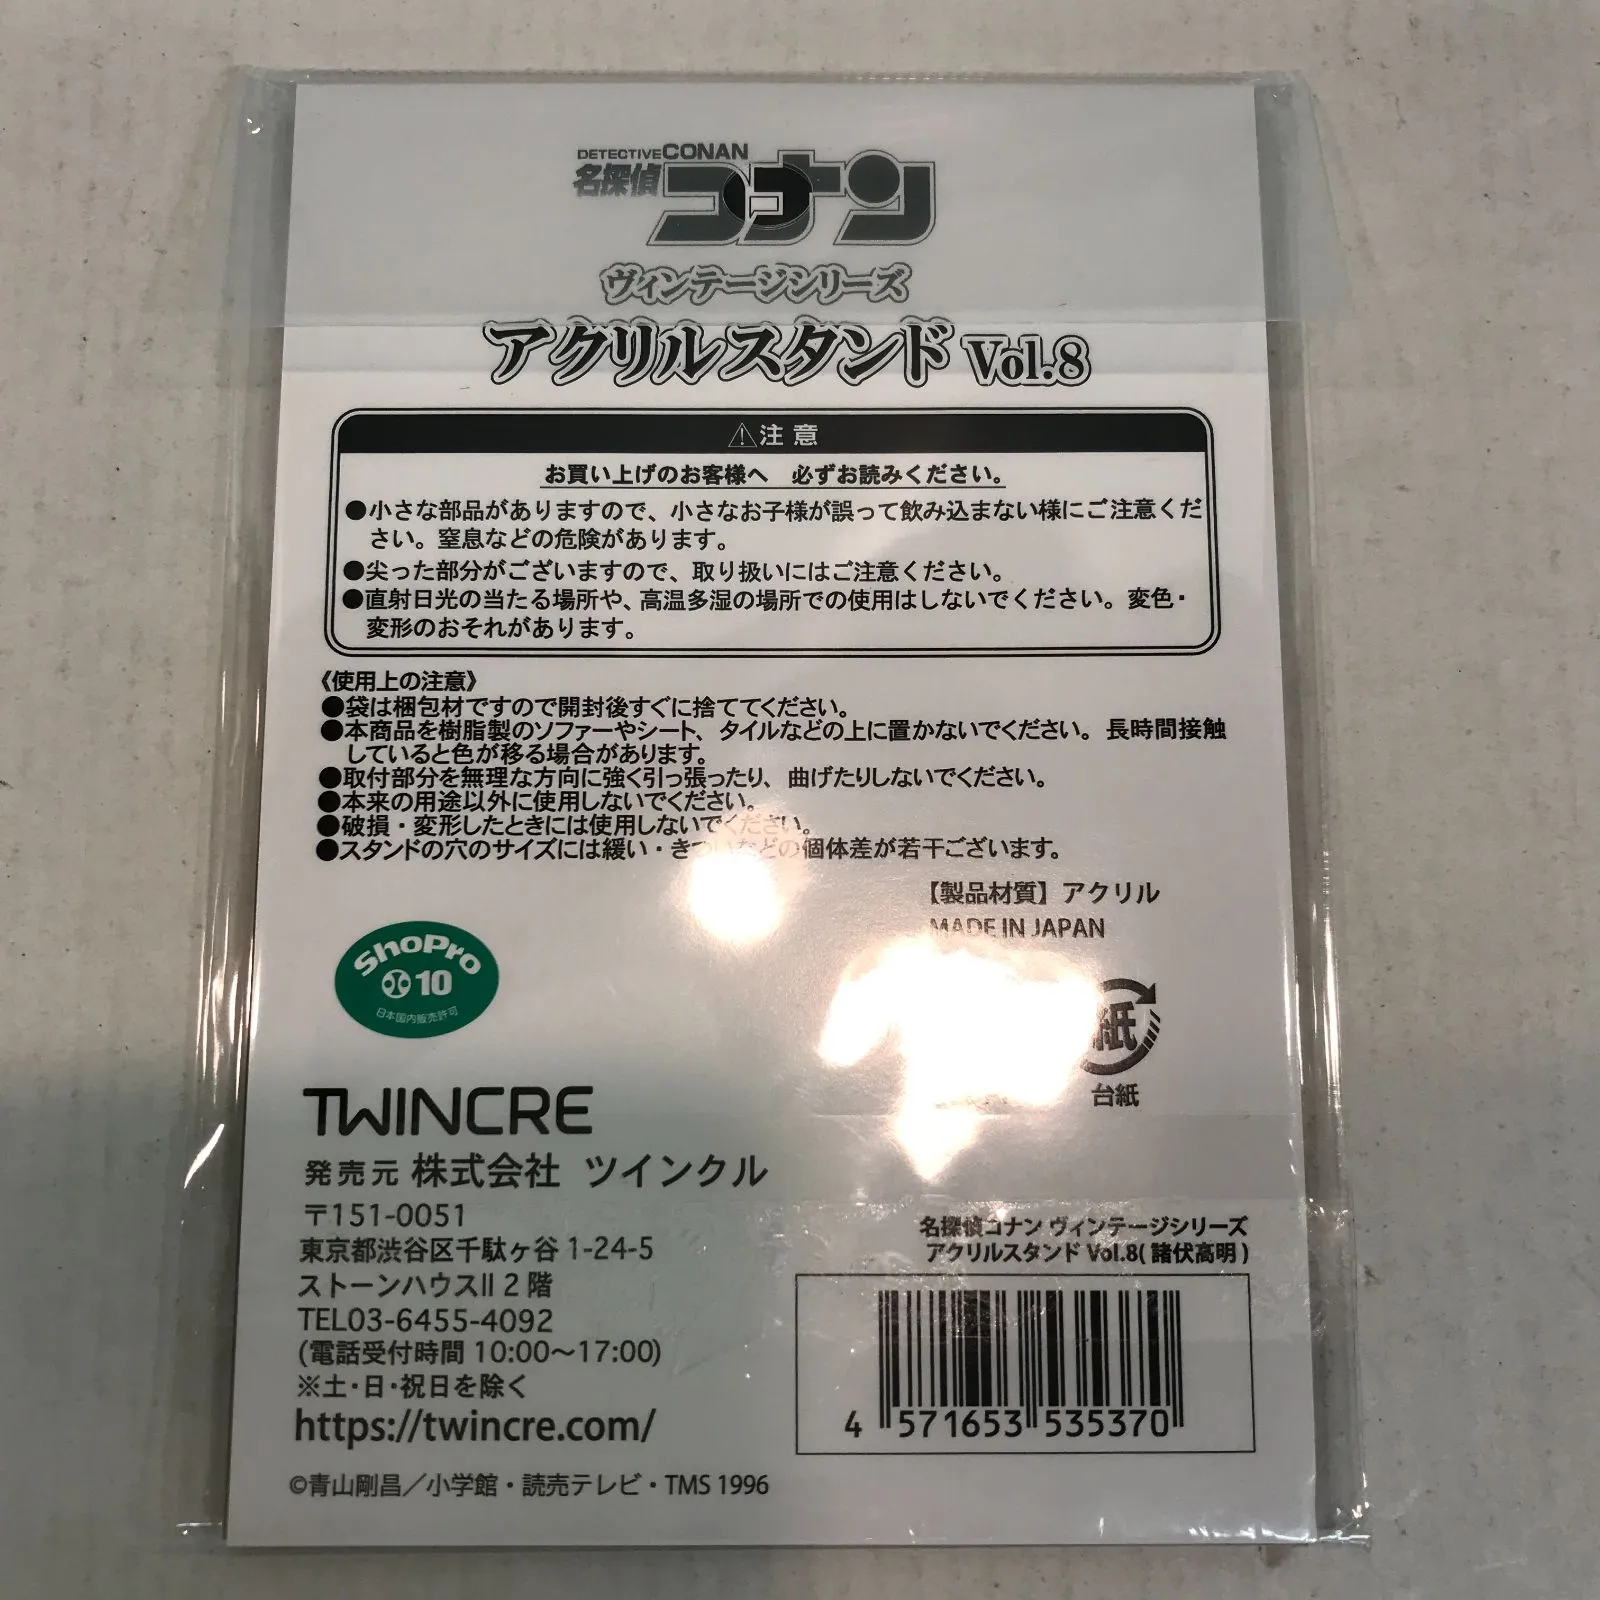 DETECTIVE CONAN
名探偵コナン
ヴィンテージシリーズ
アクリルスタンド Vol.8
⚠注意
お買い上げのお客様へ 必ずお読みください。
●小さな部品がありますので、小さなお子様が誤って飲み込まない様にご注意くだ
さい。窒息などの危険があります。
●尖った部分がございますので、取り扱いにはご注意ください。
●直射日光の当たる場所や、高温多湿の場所での使用はしないでください。変色・
変形のおそれがあります。
《使用上の注意》
●袋は梱包材ですので開封後すぐに捨ててください。
●本商品を樹脂製のソファーやシート、タイルなどの上に置かないでください。長時間接触
していると色が移る場合があります。
●取付部分を無理な方向に強く引っ張ったり、曲げたりしないでください。
●本来の用途以外に使用しないでください。
●破損・変形したときには使用しないでください。
●スタンドの穴のサイズには緩い・きついなどの個体差が若干ございます。
【製品材質】アクリル
MADE IN JAPAN
ShoPro
10
日本国内販売許可
紙
台紙
TWINCRE
発売元 株式会社 ツインクル
〒151-0051
東京都渋谷区千駄ヶ谷 1-24-5
ストーンハウスⅡ 2 階
TEL03-6455-4092
(電話受付時間 10:00〜17:00)
※土・日・祝日を除く
https://twincre.com/
©青山剛昌／小学館・読売テレビ・TMS 1996
名探偵コナン ヴィンテージシリーズ
アクリルスタンド Vol.8( 諸伏高明 )
4 571653 535370